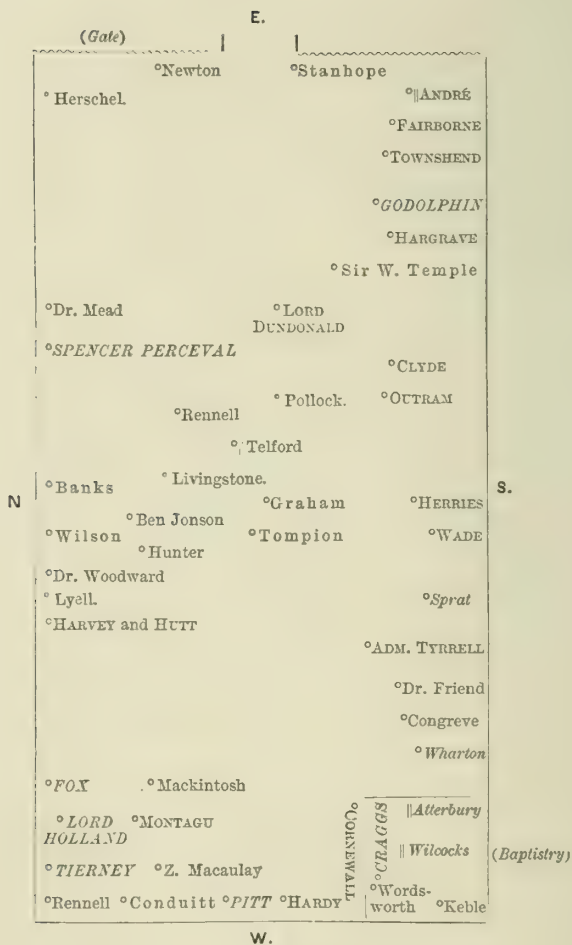 E.
(Gate)
°Newton °Stanhope
° Herschel. °||ANDRÉ
°FAIRBORNE
°TOWNSHEND
°GODOLPHIN
°HARGRAVE
°Sir W. Temple
°Dr. Mead °LORD
DUNDONALD
°SPENCER PERCEVAL
°CLYDE
° Pollock. °OUTRAM
°Rennell
° Telford
° Livingstone.
°Banks S.
N °Graham °HERRIES
°Ben Jonson
°Wilson °Tompion °WADE
°Hunter
°Dr. Woodward
° Lyell. °Sprat
°HARVEY and HUTT
°ADM. TYRRELL
°Dr. Friend
°Congreve
° Wharton
°FOX .°Mackintosh
°CORNEWALL
°CRAGGS
||Atterbury
°LORD °MONTAGU
HOLLAND
|| Wilcocks (Baptistry)
°TIERNEY °Z. Macaulay
°Words-
°Rennell °Conduitt °PITT °HARDY worth °Keble
W.